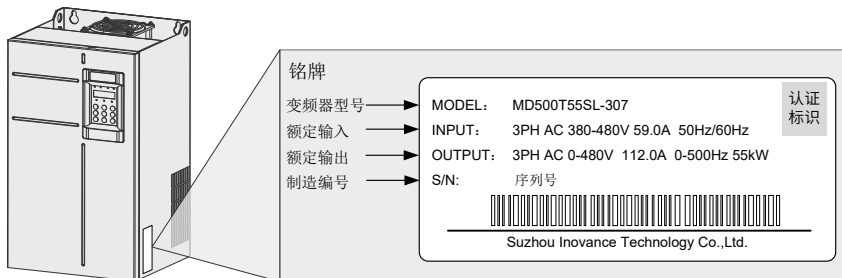 铭牌
变频器型号 MODEL： MD500T55SL-307 认证
标识
额定输入 INPUT： 3PH AC 380-480V 59.0A 50Hz/60Hz
额定输出 OUTPUT： 3PH AC 0-480V 112.0A 0-500Hz 55kW
制造编号 S/N: 序列号
Suzhou Inovance Technology Co.,Ltd.